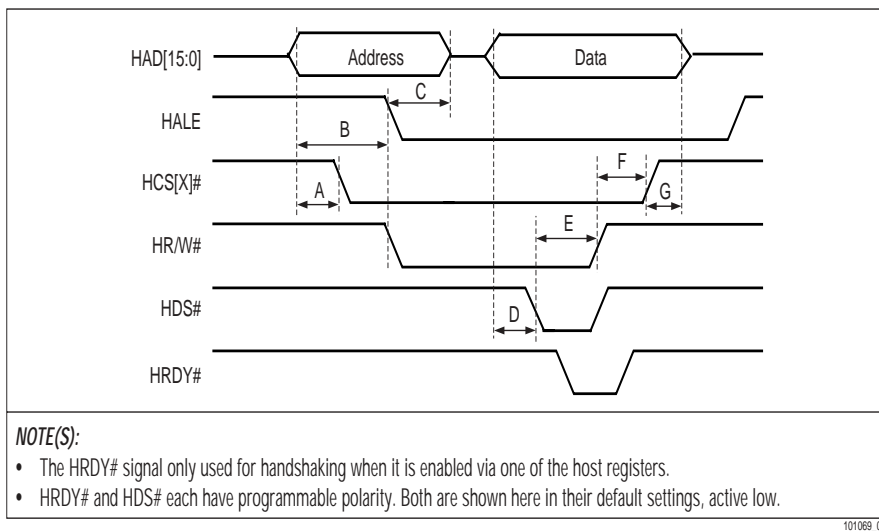 HAD[15:0]
Address
Data
C
HALE
B
F
HCS[X]#
A
G
E
HR/W#
HDS#
D
HRDY#
NOTE(S):
• The HRDY# signal only used for handshaking when it is enabled via one of the host registers.
• HRDY# and HDS# each have programmable polarity. Both are shown here in their default settings, active low.